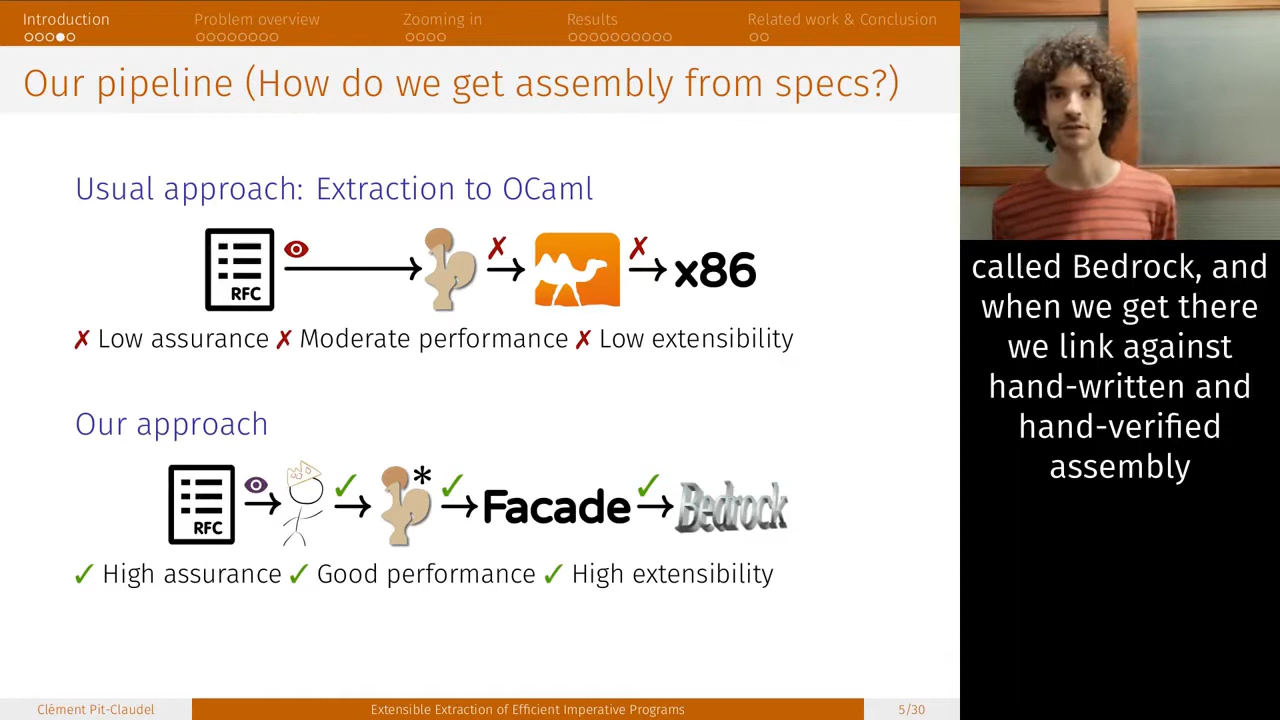 Introduction
Problem overview
Zooming in
Results
Related work & Conclusion
Our pipeline (How do we get assembly from specs?)
Usual approach: Extraction to OCaml
RFC
x86
✗ Low assurance ✗ Moderate performance ✗ Low extensibility
Our approach
RFC
*
Facade
Bedrock
✓ High assurance ✓ Good performance ✓ High extensibility
called Bedrock, and
when we get there
we link against
hand-written and
hand-verified
assembly
Clément Pit-Claudel
Extensible Extraction of Efficient Imperative Programs
5/30